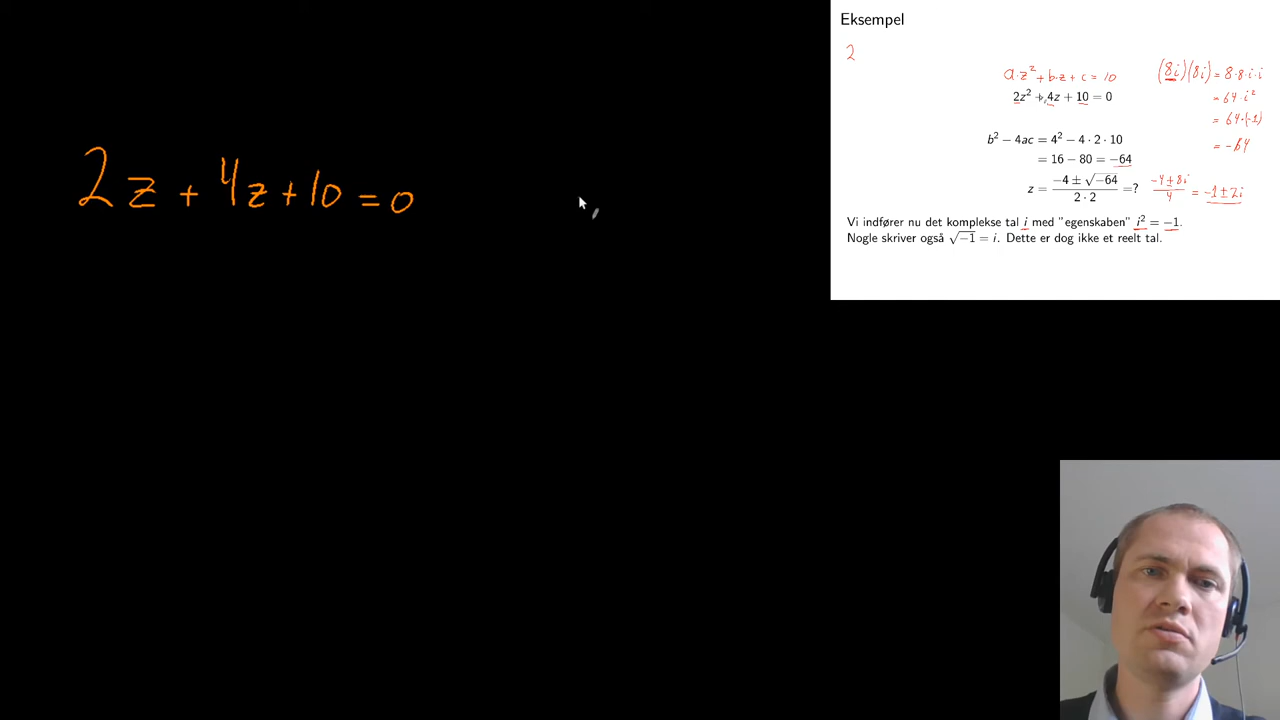 2z + 4z + 10 = 0
Eksempel
2
a·z² + b·z + c = 10
2z² + 4z + 10 = 0
b² − 4ac = 4² − 4 · 2 · 10
= 16 − 80 = −64
z = (−4 ± √−64)/(2 · 2) =? (−4 ± 8i)/4 = −1 ± 2i
(8i)(8i) = 8·8·i·i
= 64·i²
= 64·(-1)
= -64
Vi indfører nu det komplekse tal i med "egenskaben" i² = −1.
Nogle skriver også √−1 = i. Dette er dog ikke et reelt tal.